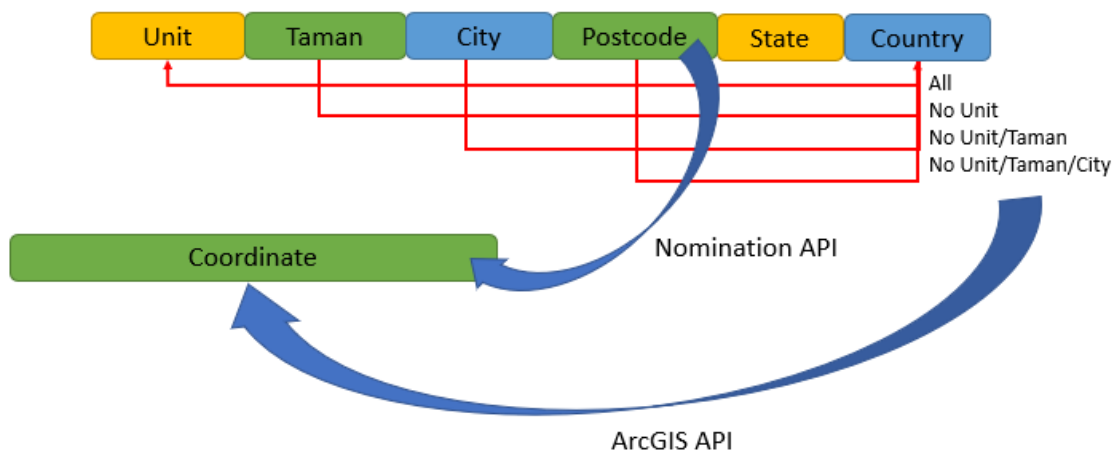 Unit Taman City Postcode State Country
All
No Unit
No Unit/Taman
No Unit/Taman/City
Nomination API
Coordinate
ArcGIS API